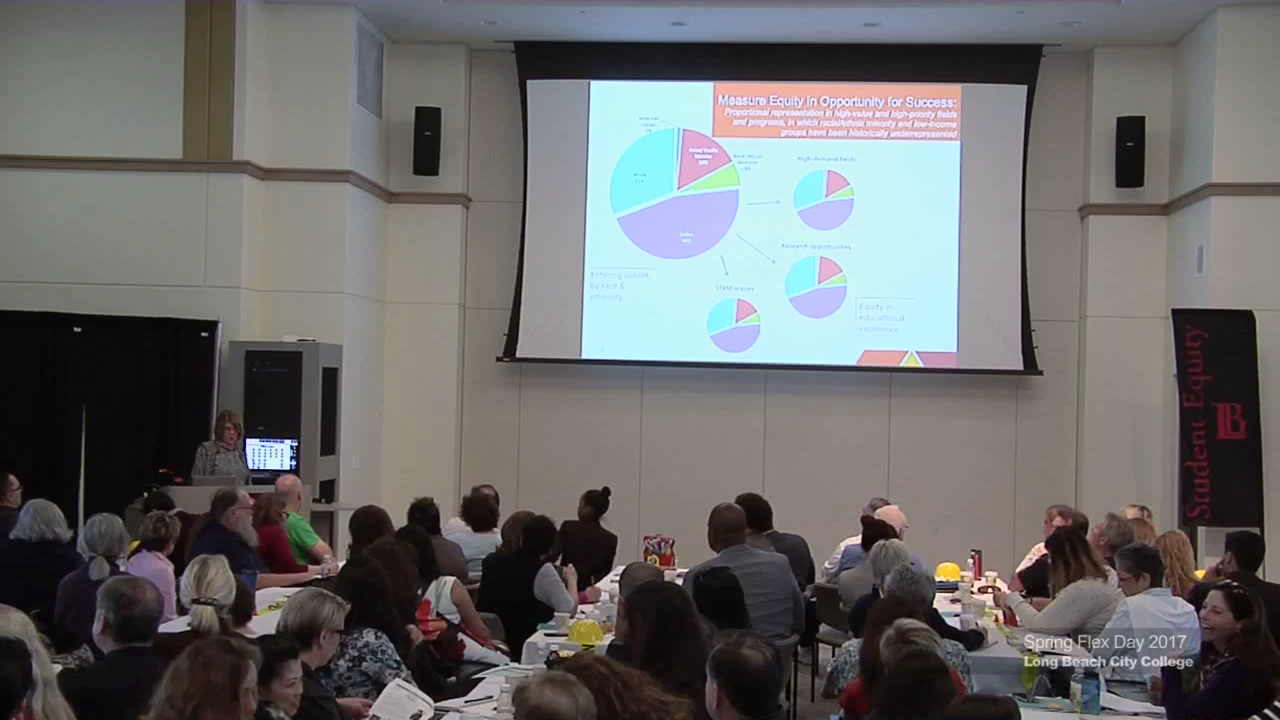 Measure Equity in Opportunity for Success:
Proportional representation in high-value and high-priority fields
and programs, in which racial/ethnic minority and low-income
groups have been historically underrepresented
High-demand fields
White
Latino
Research opportunities
Entering cohort,
by race &
ethnicity
STEM majors
Equity in
educational
excellence
Student Equity
LB
Spring Flex Day 2017
Long Beach City College